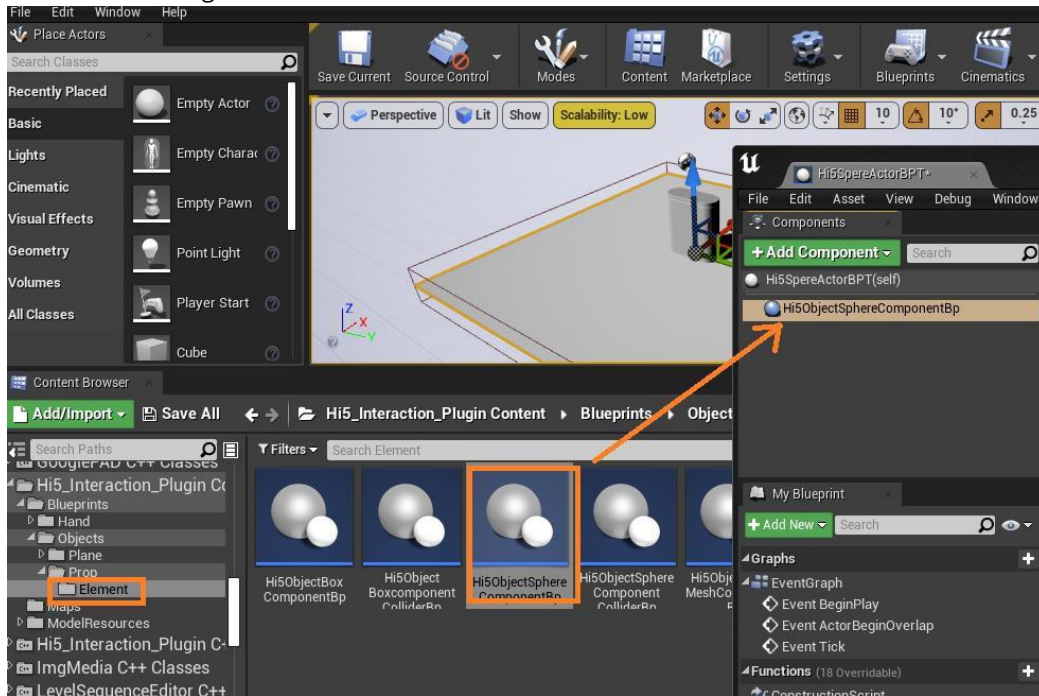 File Edit Window Help
Place Actors
Search Classes
Recently Placed
Basic
Lights
Cinematic
Visual Effects
Geometry
Volumes
All Classes
Empty Actor
Empty Charac
Empty Pawn
Point Light
Player Start
Cube
Save Current Source Control Modes Content Marketplace Settings Blueprints Cinematics
Perspective Lit Show Scalability: Low 10 10° 0.25
Z
X
Y
Hi5SpereActorBPT*
File Edit Asset View Debug Window
Components
+Add Component Search
Hi5SpereActorBPT(self)
Hi5ObjectSphereComponentBp
Content Browser
Add/Import Save All Hi5_Interaction_Plugin Content Blueprints Object
Search Paths
Filters Search Element
GooglePAD C++ Classes
Hi5_Interaction_Plugin Co
Blueprints
Hand
Objects
Plane
Prop
Element
Maps
ModelResources
Hi5_Interaction_Plugin C+
ImgMedia C++ Classes
LevelSequenceEditor C++
Hi5ObjectBox
ComponentBp
Hi5Object
Boxcomponent
ColliderBp
Hi5ObjectSphere
ComponentBp
Hi5ObjectSphere
Component
ColliderBp
Hi5Obje
MeshCo
My Blueprint
+Add New Search
Graphs
EventGraph
Event BeginPlay
Event ActorBeginOverlap
Event Tick
Functions (18 Overridable)
ConstructionScript